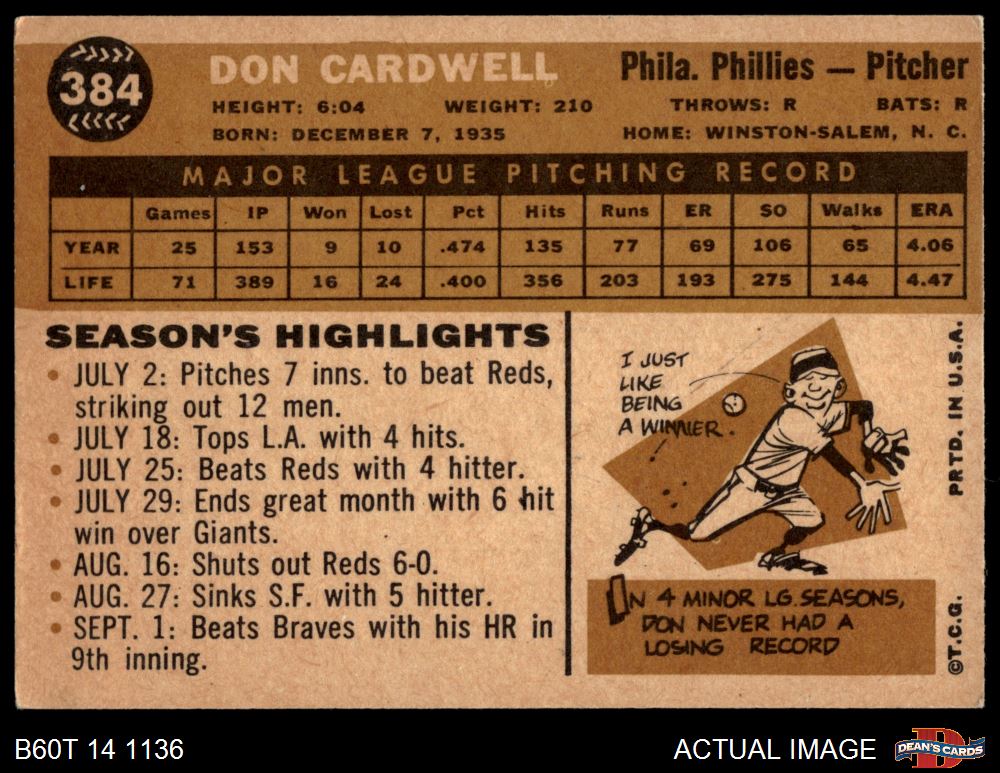 384
DON CARDWELL
Phila. Phillies — Pitcher
HEIGHT: 6:04 WEIGHT: 210 THROWS: R BATS: R
BORN: DECEMBER 7, 1935 HOME: WINSTON-SALEM, N. C.
MAJOR LEAGUE PITCHING RECORD
Games IP Won Lost Pct Hits Runs ER SO Walks ERA
YEAR 25 153 9 10 .474 135 77 69 106 65 4.06
LIFE 71 389 16 24 .400 356 203 193 275 144 4.47
SEASON'S HIGHLIGHTS
• JULY 2: Pitches 7 inns. to beat Reds,
striking out 12 men.
• JULY 18: Tops L.A. with 4 hits.
• JULY 25: Beats Reds with 4 hitter.
• JULY 29: Ends great month with 6 hit
win over Giants.
• AUG. 16: Shuts out Reds 6-0.
• AUG. 27: Sinks S.F. with 5 hitter.
• SEPT. 1: Beats Braves with his HR in
9th inning.
I JUST
LIKE
BEING
A WINNER.
IN 4 MINOR LG. SEASONS,
DON NEVER HAD A
LOSING RECORD
©T.C.G. PRTD. IN U.S.A.
B60T 14 1136
ACTUAL IMAGE
D
DEAN'S CARDS